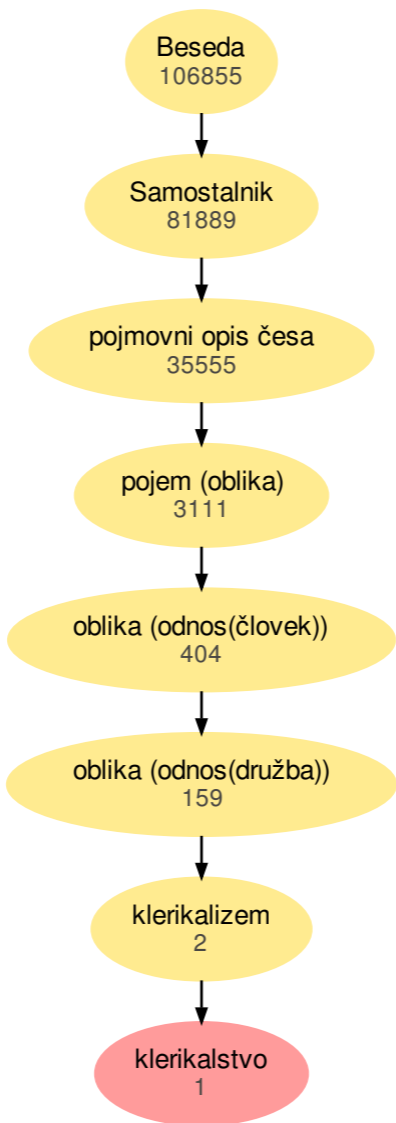 Beseda
106855
Samostalnik
81889
pojmovni opis česa
35555
pojem (oblika)
3111
oblika (odnos(človek))
404
oblika (odnos(družba))
159
klerikalizem
2
klerikalstvo
1